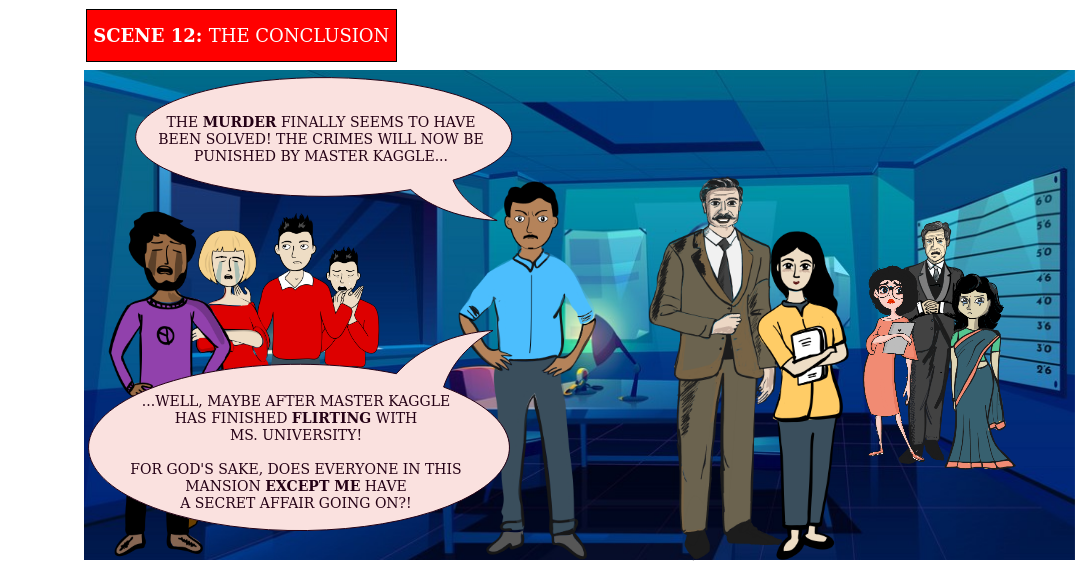 SCENE 12: THE CONCLUSION
THE MURDER FINALLY SEEMS TO HAVE
BEEN SOLVED! THE CRIMES WILL NOW BE
PUNISHED BY MASTER KAGGLE...
...WELL, MAYBE AFTER MASTER KAGGLE
HAS FINISHED FLIRTING WITH
MS. UNIVERSITY!
FOR GOD'S SAKE, DOES EVERYONE IN THIS
MANSION EXCEPT ME HAVE
A SECRET AFFAIR GOING ON?!
60
56
50
46
40
36
30
26